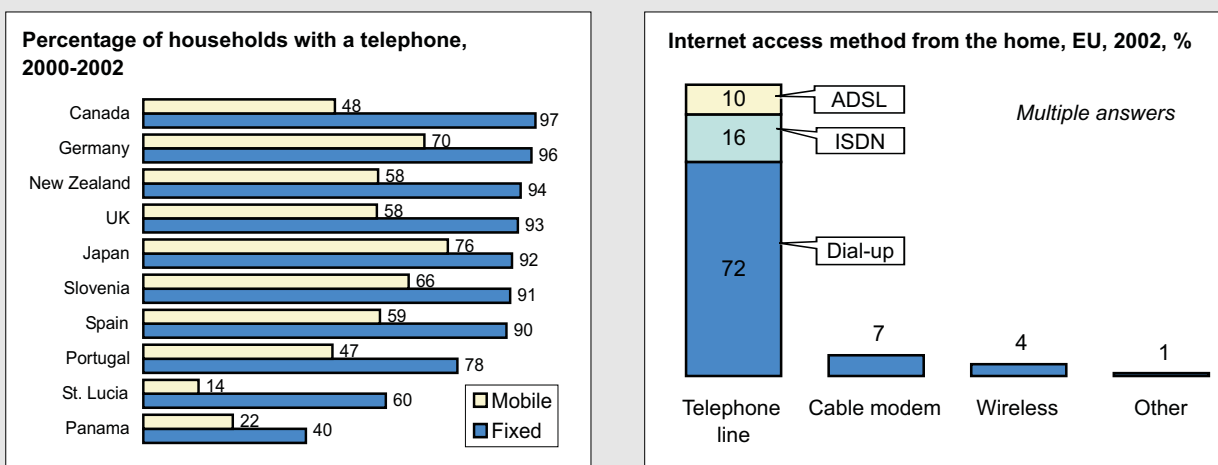 Percentage of households with a telephone,
2000-2002
Canada 48 97
Germany 70 96
New Zealand 58 94
UK 58 93
Japan 76 92
Slovenia 66 91
Spain 59 90
Portugal 47 78
St. Lucia 14 60
Panama 22 40
Mobile
Fixed
Internet access method from the home, EU, 2002, %
Multiple answers
10 ADSL
16 ISDN
72 Dial-up
7
4
1
Telephone
line
Cable modem
Wireless
Other